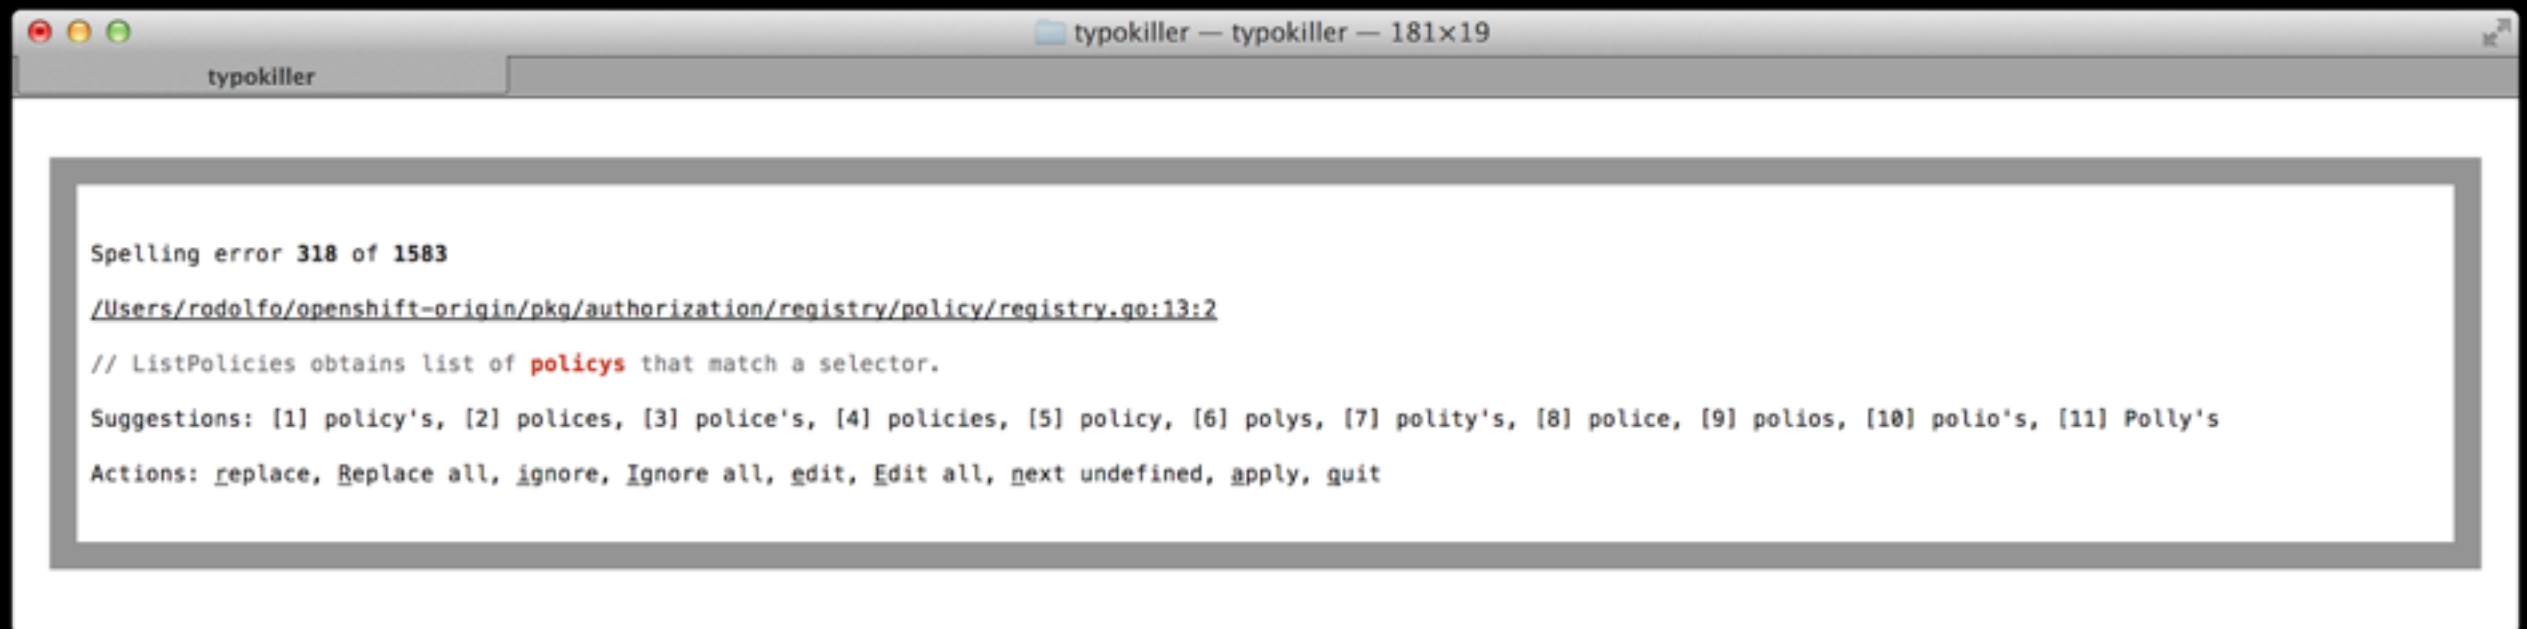 typokiller — typokiller — 181×19
typokiller
Spelling error 318 of 1583
/Users/rodolfo/openshift-origin/pkg/authorization/registry/policy/registry.go:13:2
// ListPolicies obtains list of policys that match a selector.
Suggestions: [1] policy's, [2] polices, [3] police's, [4] policies, [5] policy, [6] polys, [7] polity's, [8] police, [9] polios, [10] polio's, [11] Polly's
Actions: replace, Replace all, ignore, Ignore all, edit, Edit all, next undefined, apply, quit